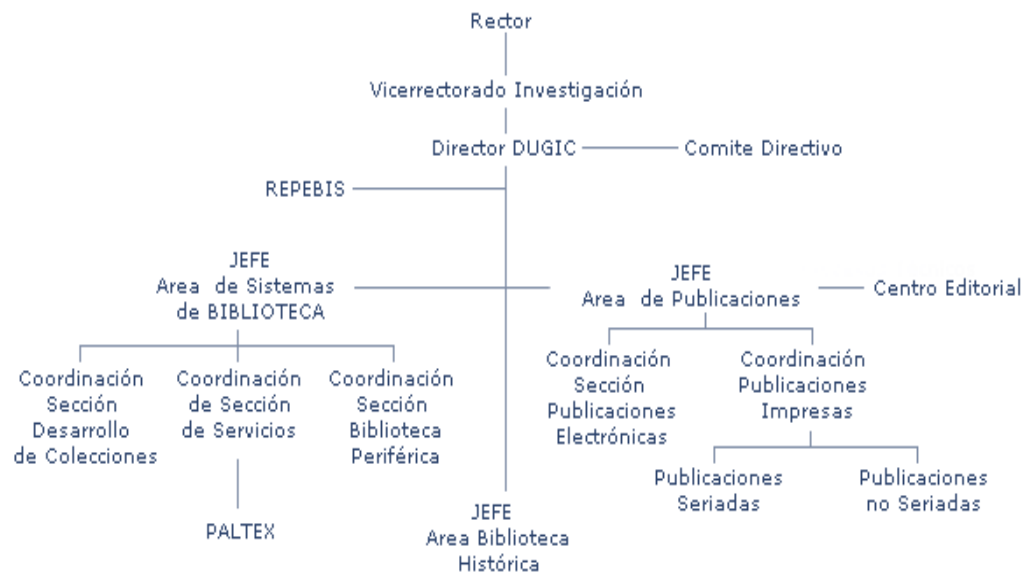 Rector
Vicerrectorado Investigación
Director DUGIC
Comite Directivo
REPEBIS
JEFE
Area de Sistemas
de BIBLIOTECA
JEFE
Area de Publicaciones
Centro Editorial
Coordinación
Sección
Desarrollo
de Colecciones
Coordinación
de Sección
de Servicios
Coordinación
Sección
Biblioteca
Periférica
Coordinación
Sección
Publicaciones
Electrónicas
Coordinación
Publicaciones
Impresas
Publicaciones
Seriadas
Publicaciones
no Seriadas
PALTEX
JEFE
Area Biblioteca
Histórica